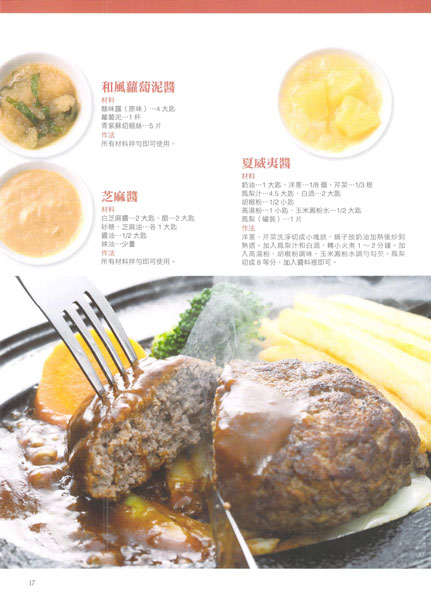 和風蘿蔔泥醬
材料
麵味露（原味）⋯4大匙
蘿蔔泥⋯1杯
青紫蘇切細絲⋯5片
作法
所有材料拌勻即可使用。
芝麻醬
材料
白芝麻醬⋯2大匙、醋⋯2大匙
砂糖、芝麻油⋯各1大匙
醬油⋯1/2大匙
辣油⋯少量
作法
所有材料拌勻即可使用。
夏威夷醬
材料
奶油⋯1大匙、洋蔥⋯1/8個、芹菜⋯1/3根
鳳梨汁⋯4.5大匙、白酒⋯2大匙
胡椒粉⋯1/2小匙
高湯粉⋯1小匙、玉米澱粉水⋯1/2大匙
鳳梨（罐裝）⋯1片
作法
洋蔥、芹菜洗淨切成小塊狀，鍋子放奶油加熱後炒到
熟透。加入鳳梨汁和白酒，轉小火煮1～2分鐘，加
入高湯粉、胡椒粉調味，玉米澱粉水調勻勾芡。鳳梨
切成8等分，加入醬料裡即可。
17